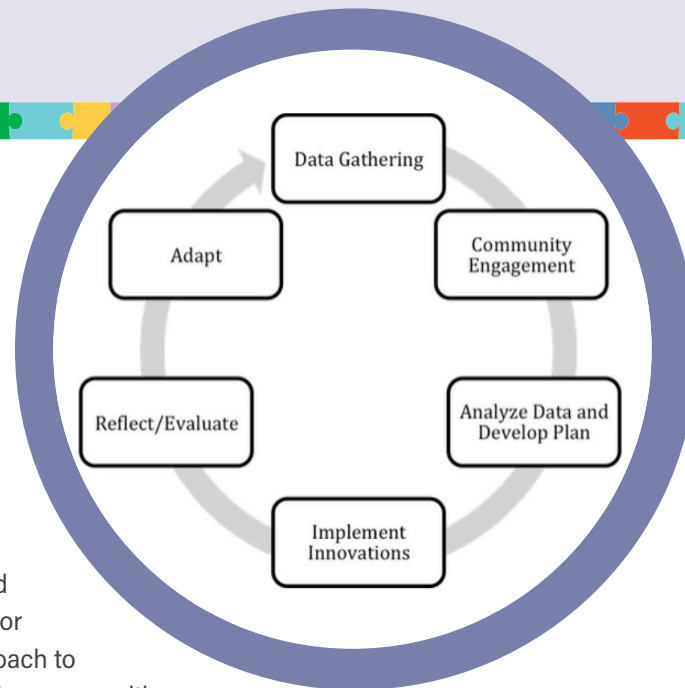 Data Gathering
Community
Engagement
Analyze Data and
Develop Plan
Implement
Innovations
Reflect/Evaluate
Adapt
or
oach to